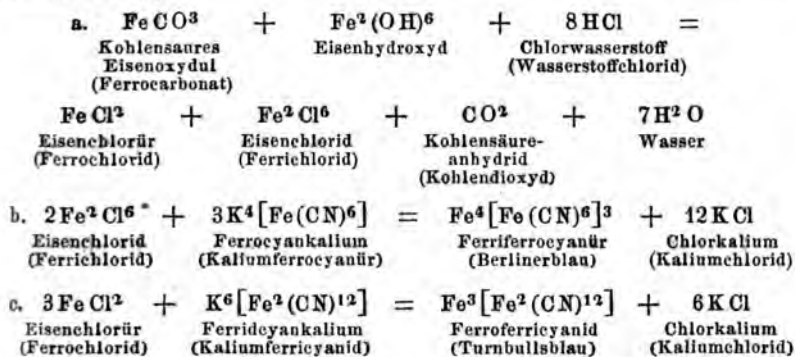 a. FeCO³ + Fe²(OH)⁶ + 8HCl =
Kohlensaures Eisenoxydul (Ferrocarbonat) Eisenhydroxyd Chlorwasserstoff (Wasserstoffchlorid)
FeCl² + Fe²Cl⁶ + CO² + 7H²O
Eisenchlorür (Ferrochlorid) Eisenchlorid (Ferrichlorid) Kohlensäure-anhydrid (Kohlendioxyd) Wasser
b. 2Fe²Cl⁶ + 3K⁴[Fe(CN)⁶] = Fe⁴[Fe(CN)⁶]³ + 12KCl
Eisenchlorid Ferrocyankalium Ferriferrocyanür Chlorkalium
(Ferrichlorid) (Kaliumferrocyanür) (Berlinerblau) (Kaliumchlorid)
c. 3FeCl² + K⁶[Fe²(CN)¹²] = Fe³[Fe²(CN)¹²] + 6KCl
Eisenchlorür Ferridcyankalium Ferroferricyanid Chlorkalium
(Ferrochlorid) (Kaliumferricyanid) (Turnbullsblau) (Kaliumchlorid)